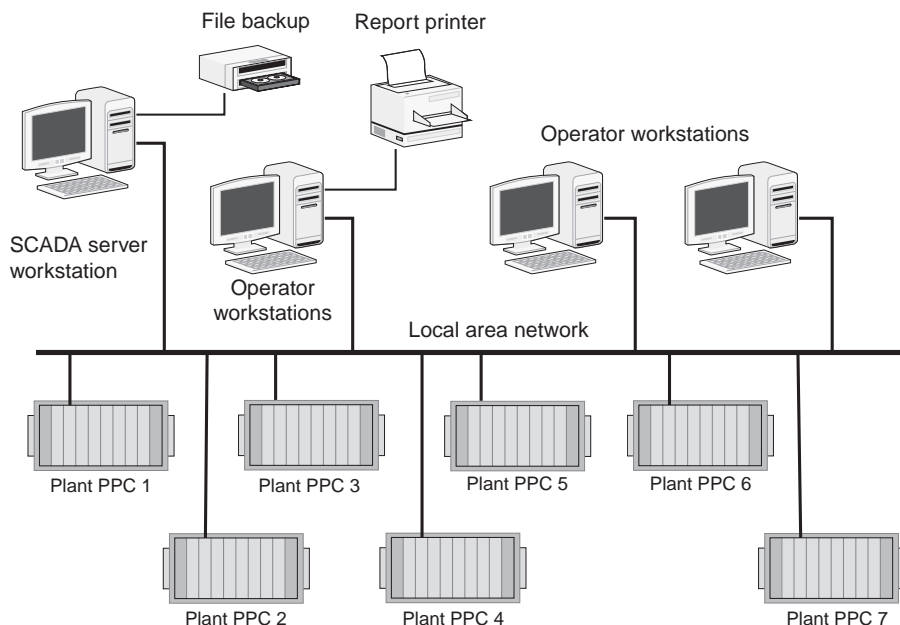 File backup
Report printer
Operator workstations
SCADA server
workstation
Operator
workstations
Local area network
Plant PPC 1
Plant PPC 3
Plant PPC 5
Plant PPC 6
Plant PPC 2
Plant PPC 4
Plant PPC 7